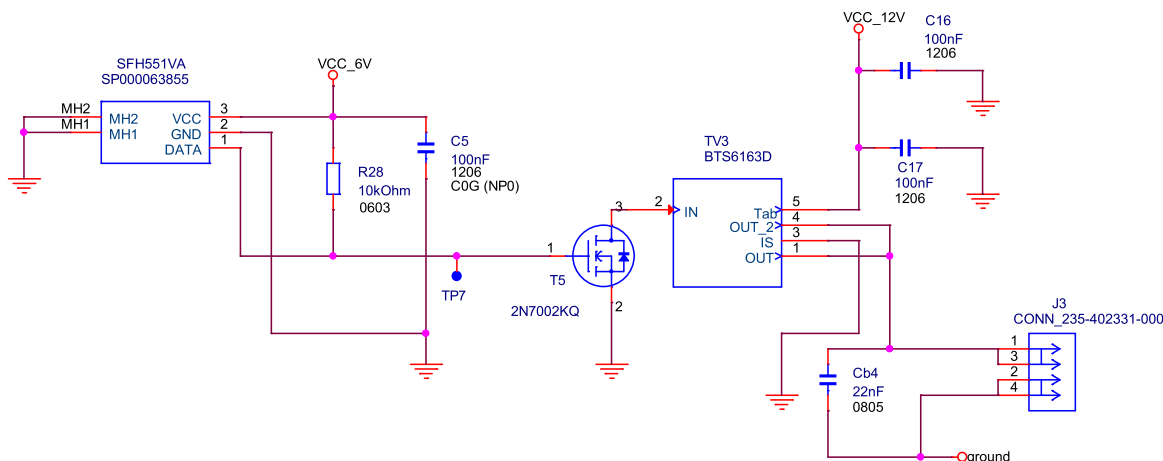 VCC_12V
C16
100nF
1206
SFH551VA
SP000063855
VCC_6V
MH2
MH1
MH2
MH1
VCC
GND
DATA
3
2
1
C5
100nF
1206
C0G (NP0)
R28
10kOhm
0603
TV3
BTS6163D
C17
100nF
1206
3
2
IN
Tab
OUT_2
IS
OUT
5
4
3
1
1
T5
2N7002KQ
2
TP7
J3
CONN_235-402331-000
1
3
2
4
Cb4
22nF
0805
ground